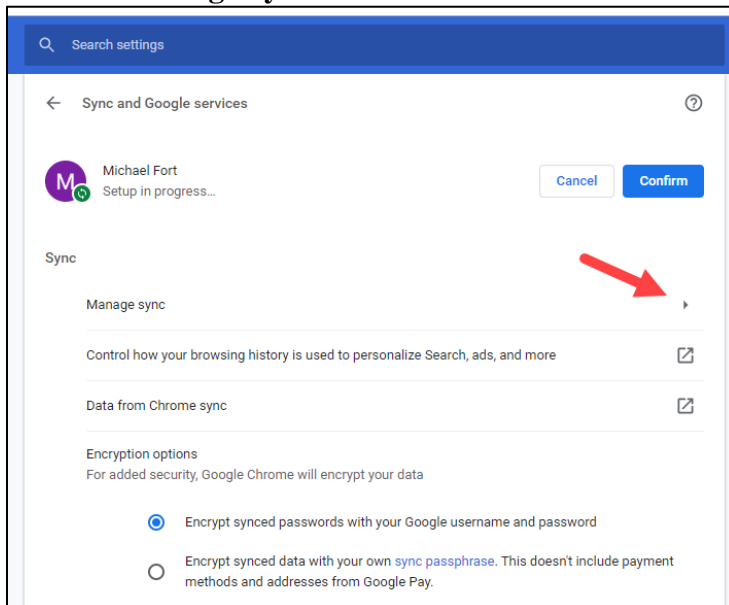 Search settings
Sync and Google services
M
Michael Fort
Setup in progress...
Cancel
Confirm
Sync
Manage sync
Control how your browsing history is used to personalize Search, ads, and more
Data from Chrome sync
Encryption options
For added security, Google Chrome will encrypt your data
Encrypt synced passwords with your Google username and password
Encrypt synced data with your own sync passphrase. This doesn't include payment
methods and addresses from Google Pay.